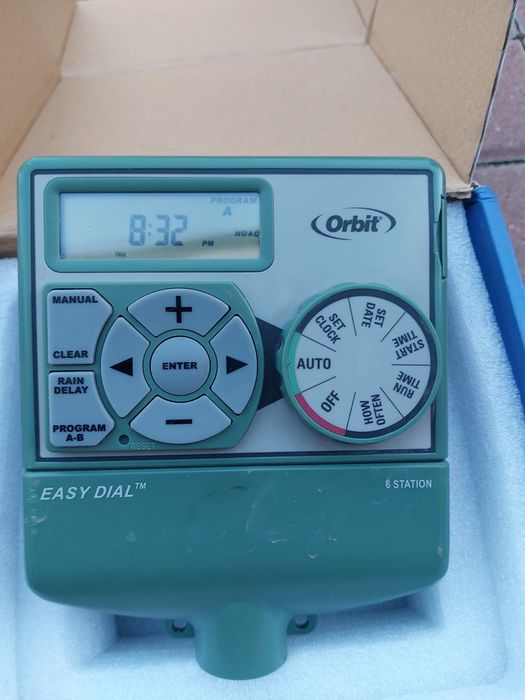 PROGRAM
A
8:32
PM
NOAC
Orbit®
MANUAL
CLEAR
RAIN
DELAY
PROGRAM
A-B
+
ENTER
−
RESET
SET
CLOCK
SET
DATE
START
TIME
RUN
TIME
HOW
OFTEN
OFF
AUTO
EASY DIAL™
6 STATION